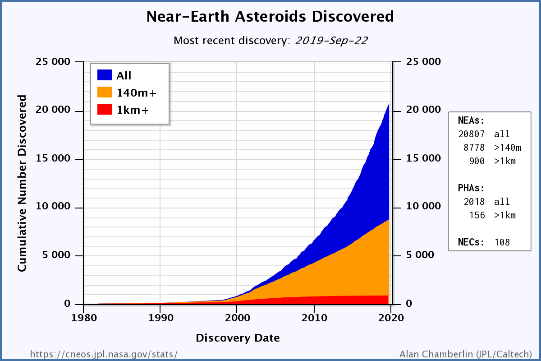 Near-Earth Asteroids Discovered
Most recent discovery: 2019-Sep-22
25 000
20 000
15 000
10 000
5 000
0
25 000
20 000
15 000
10 000
5 000
0
Cumulative Number Discovered
All
140m+
1km+
1980
1990
2000
2010
2020
Discovery Date
NEAs:
20807 all
8778 >140m
900 >1km
PHAs:
2018 all
156 >1km
NECs: 108
https://cneos.jpl.nasa.gov/stats/
Alan Chamberlin (JPL/Caltech)